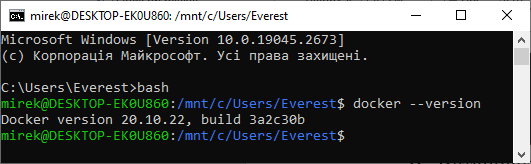 mirek@DESKTOP-EK0U860: /mnt/c/Users/Everest
Microsoft Windows [Version 10.0.19045.2673]
(c) Корпорація Майкрософт. Усі права захищені.
C:\Users\Everest>bash
mirek@DESKTOP-EK0U860:/mnt/c/Users/Everest$ docker --version
Docker version 20.10.22, build 3a2c30b
mirek@DESKTOP-EK0U860:/mnt/c/Users/Everest$